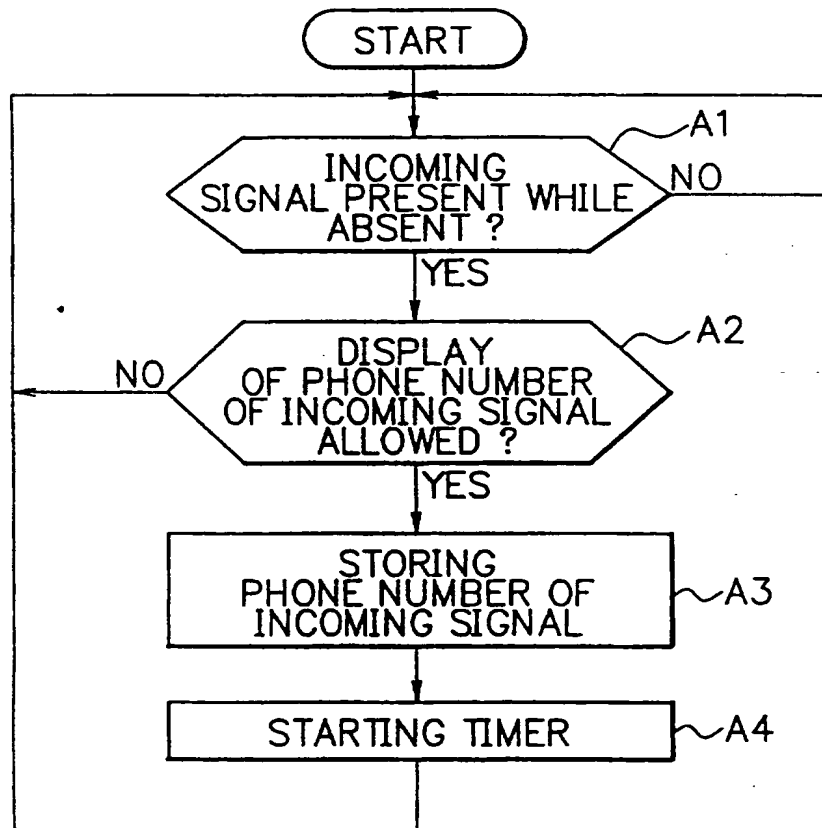 START
A1
INCOMING
SIGNAL PRESENT WHILE
ABSENT ?
NO
YES
A2
DISPLAY
OF PHONE NUMBER
OF INCOMING SIGNAL
ALLOWED ?
NO
YES
STORING
PHONE NUMBER OF
INCOMING SIGNAL
A3
STARTING TIMER
A4